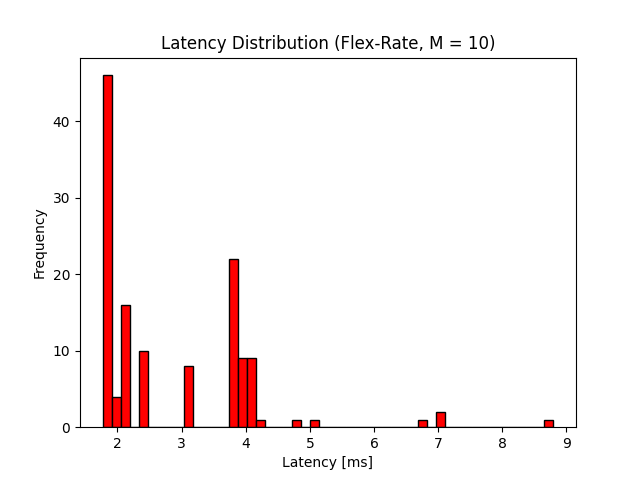 Latency Distribution (Flex-Rate, M = 10)
40
30
20
10
0
Frequency
2 3 4 5 6 7 8 9
Latency [ms]